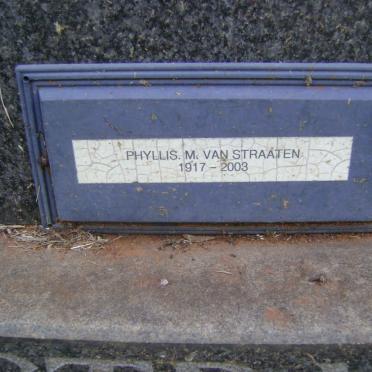 PHYLLIS. M. VAN STRAATEN
1917 – 2003